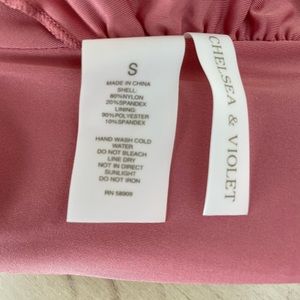 S
MADE IN CHINA
SHELL:
80%NYLON
20%SPANDEX
LINING:
90%POLYESTER
10%SPANDEX
HAND WASH COLD
WATER
DO NOT BLEACH
LINE DRY
NOT IN DIRECT
SUNLIGHT
DO NOT IRON
RN 58909
CHELSEA & VIOLET